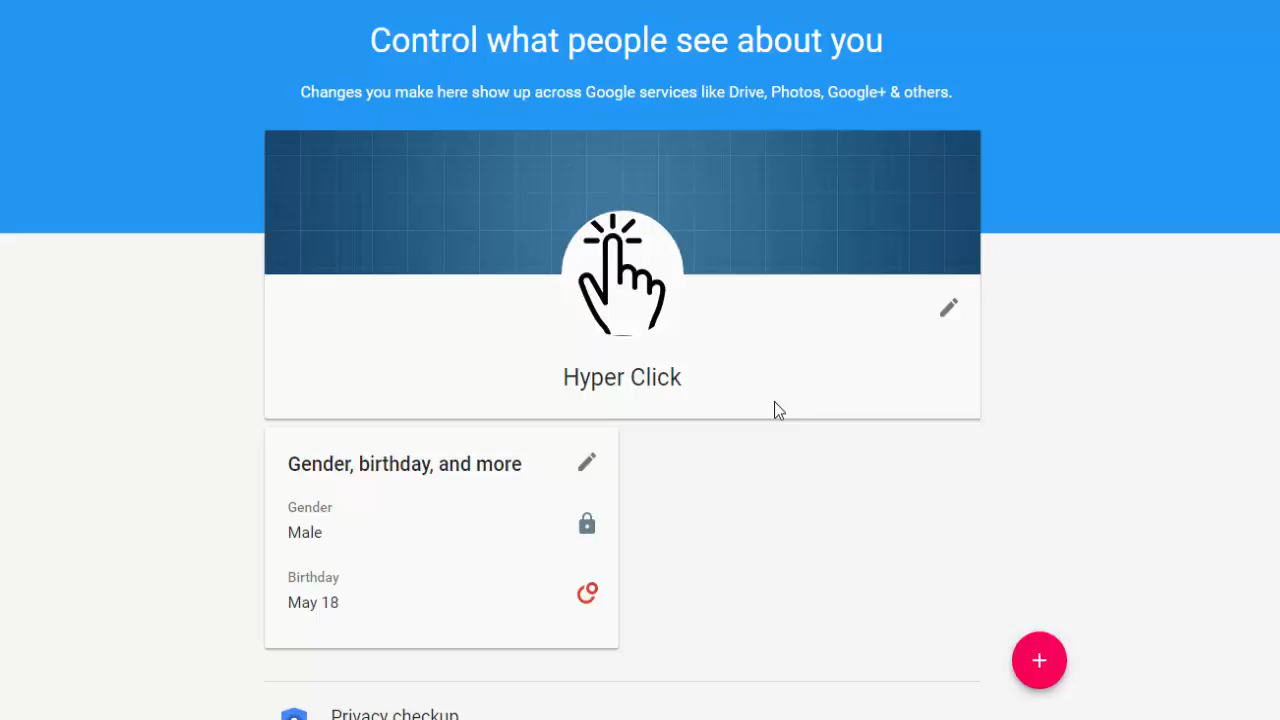 Control what people see about you
Changes you make here show up across Google services like Drive, Photos, Google+ & others.
Hyper Click
Gender, birthday, and more
Gender
Male
Birthday
May 18
Privacy checkup